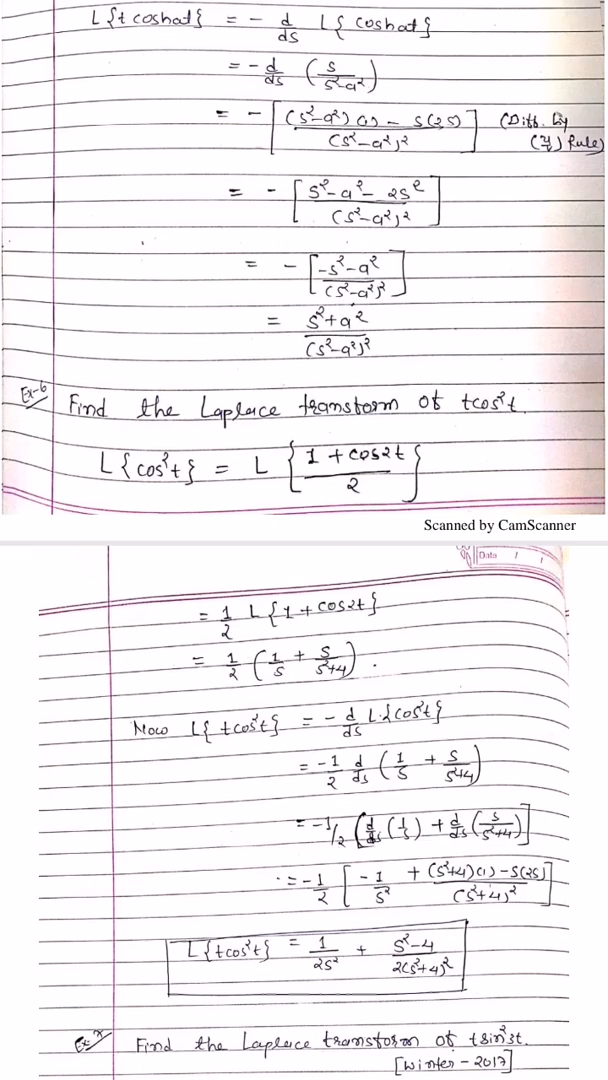 L{t coshat} = - d/ds L{coshat}
= - d/ds (s/(s²-a²))
= - [((s²-a²)(1) - s(2s))/(s²-a²)²] (Diff. by (u/v) Rule)
= - [(s²-a²-2s²)/(s²-a²)²]
= - [(-s²-a²)/(s²-a²)²]
= (s²+a²)/(s²-a²)²
Ex-6 Find the Laplace transform of tcos²t.
L{cos²t} = L {(1+cos2t)/2}
Scanned by CamScanner
Date / /
= 1/2 L{1+cos2t}
= 1/2 (1/s + s/(s²+4)).
Now L{tcos²t} = - d/ds L{cos²t}
= -1/2 d/ds (1/s + s/(s²+4))
= -1/2 [d/ds (1/s) + d/ds (s/(s²+4))]
= -1/2 [-1/s² + ((s²+4)(1)-s(2s))/(s²+4)²]
L{tcos²t} = 1/2s² + (s²-4)/2(s²+4)²
Find the Laplace transform of tsin²3t.
[Winter-2017]